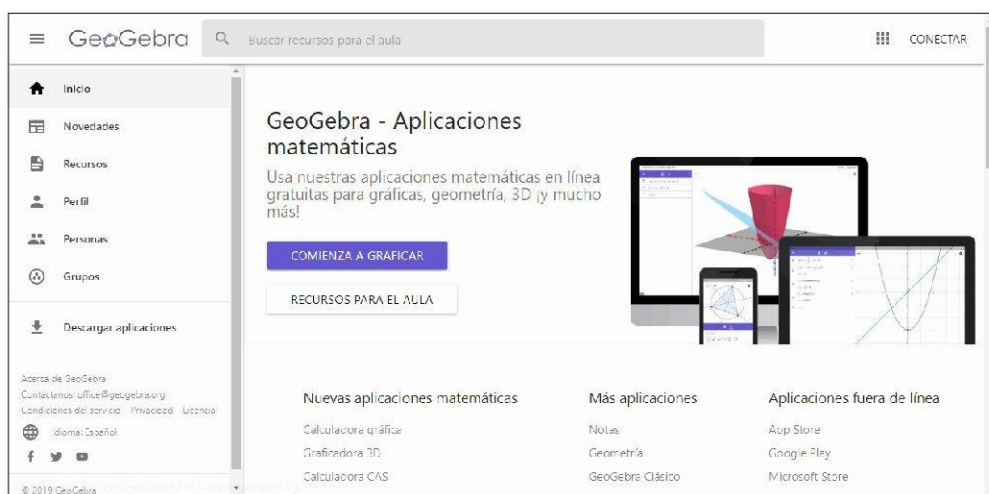 GeoGebra
Buscar recursos para el aula
CONECTAR
Inicio
Novedades
Recursos
Perfil
Personas
Grupos
Descargar aplicaciones
Acerca de GeoGebra
Contáctanos: office@geogebra.org
Condiciones del servicio Privacidad Licencia
Idioma: Español
© 2019 GeoGebra
GeoGebra - Aplicaciones
matemáticas
Usa nuestras aplicaciones matemáticas en línea
gratuitas para gráficas, geometría, 3D ¡y mucho
más!
COMIENZA A GRAFICAR
RECURSOS PARA EL AULA
Nuevas aplicaciones matemáticas
Calculadora gráfica
Graficadora 3D
Calculadora CAS
Más aplicaciones
Notas
Geometría
GeoGebra Clásico
Aplicaciones fuera de línea
App Store
Google Play
Microsoft Store